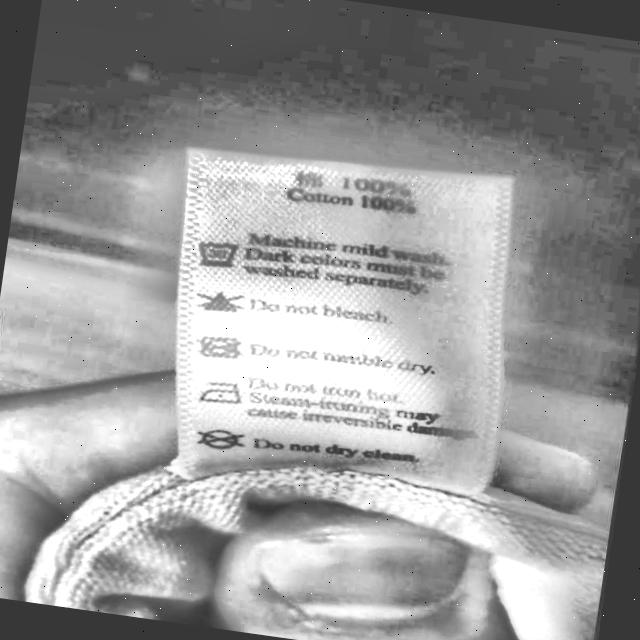 綿 100%
Cotton 100%
Machine mild wash.
Dark colors must be
washed separately.
Do not bleach.
Do not tumble dry.
Do not iron hot.
Steam-ironing may
cause irreversible damage.
Do not dry clean.